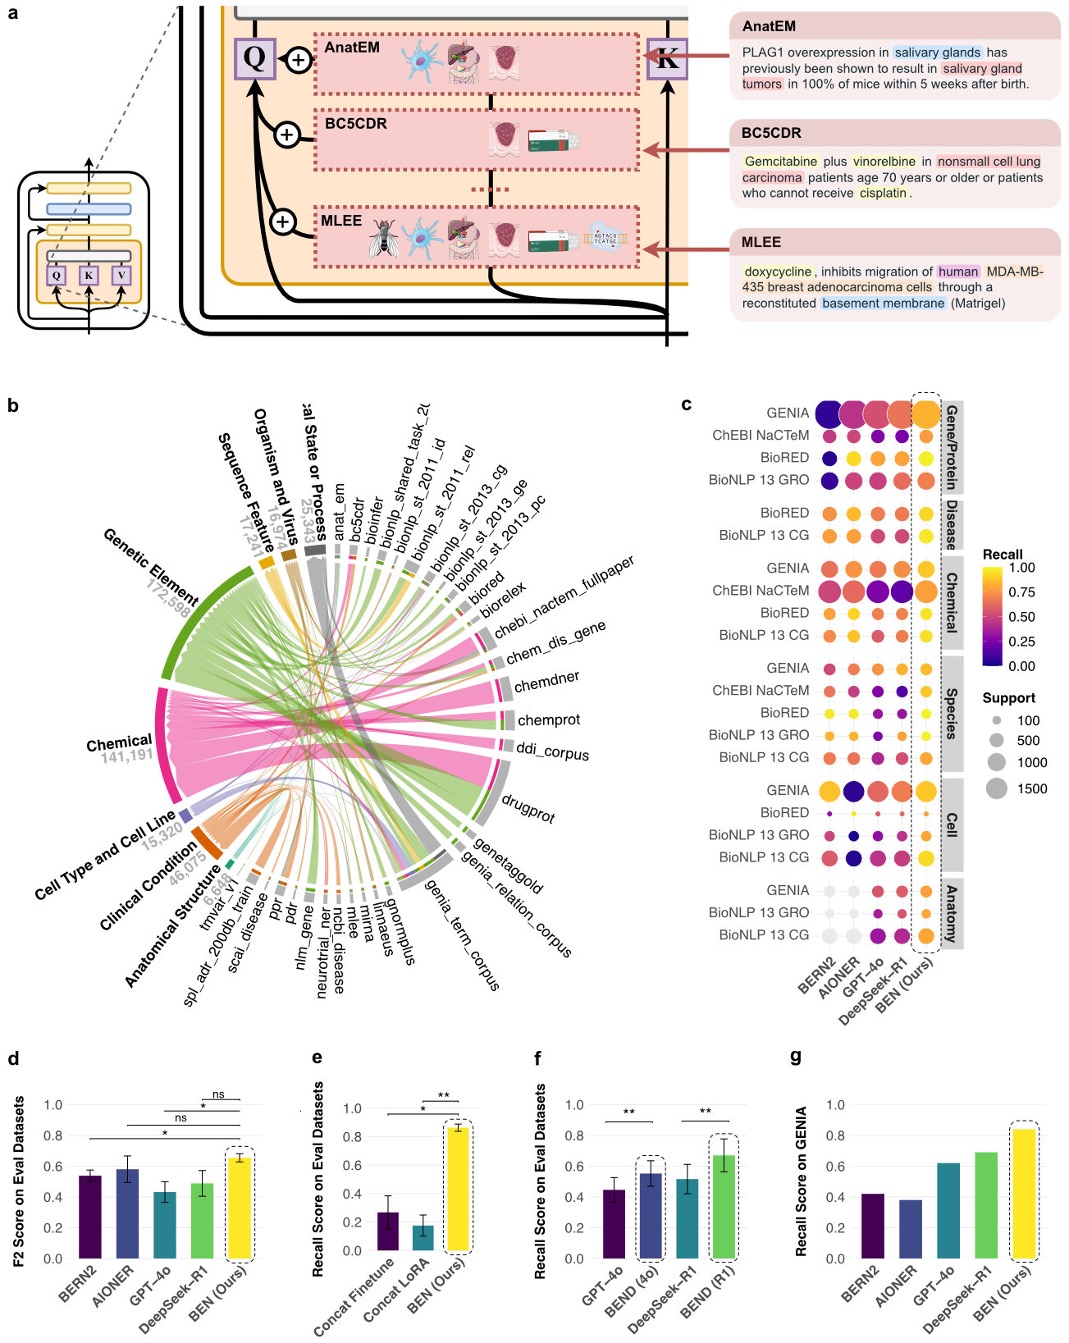 a
Q
K
V
Q
K
AnatEM
BC5CDR
MLEE
AGTACG
TCATGC
AnatEM
PLAG1 overexpression in salivary glands has
previously been shown to result in salivary gland
tumors in 100% of mice within 5 weeks after birth.
BC5CDR
Gemcitabine plus vinorelbine in nonsmall cell lung
carcinoma patients age 70 years or older or patients
who cannot receive cisplatin.
MLEE
doxycycline, inhibits migration of human MDA-MB-
435 breast adenocarcinoma cells through a
reconstituted basement membrane (Matrigel)
b
Anatomical Structure
6,648
Clinical Condition
46,075
Cell Type and Cell Line
15,320
Chemical
141,191
Genetic Element
172,598
Sequence Feature
17,241
Organism and Virus
16,974
al State or Process
25,343
anat_em
bc5cdr
bioinfer
bionlp_shared_task_2
bionlp_st_2011_id
bionlp_st_2011_rel
bionlp_st_2013_cg
bionlp_st_2013_ge
bionlp_st_2013_pc
biored
biorelex
chebi_nactem_fullpaper
chem_dis_gene
chemdner
chemprot
ddi_corpus
drugprot
genetaggold
genia_relation_corpus
genia_term_corpus
gnormplus
linnaeus
mirna
mlee
ncbi_disease
neurotrial_ner
nlm_gene
pdr
ppr
scai_disease
spl_adr_200db_train
tmvar_v1
c
GENIA
ChEBI NaCTeM
BioRED
BioNLP 13 GRO
Gene/Protein
BioRED
BioNLP 13 CG
Disease
GENIA
ChEBI NaCTeM
BioRED
BioNLP 13 CG
Chemical
GENIA
ChEBI NaCTeM
BioRED
BioNLP 13 GRO
BioNLP 13 CG
Species
GENIA
BioRED
BioNLP 13 GRO
BioNLP 13 CG
Cell
GENIA
BioNLP 13 GRO
BioNLP 13 CG
Anatomy
BERN2
AIONER
GPT−4o
DeepSeek−R1
BEN (Ours)
Recall
1.00
0.75
0.50
0.25
0.00
Support
100
500
1000
1500
d
F2 Score on Eval Datasets
1.0
0.8
0.6
0.4
0.2
0.0
ns
*
ns
*
BERN2
AIONER
GPT−4o
DeepSeek−R1
BEN (Ours)
e
Recall Score on Eval Datasets
1.0
0.8
0.6
0.4
0.2
0.0
**
*
Concat Finetune
Concat LoRA
BEN (Ours)
f
Recall Score on Eval Datasets
1.0
0.8
0.6
0.4
0.2
0.0
**
**
GPT−4o
BEND (4o)
DeepSeek−R1
BEND (R1)
g
Recall Score on GENIA
1.0
0.8
0.6
0.4
0.2
0.0
BERN2
AIONER
GPT−4o
DeepSeek−R1
BEN (Ours)